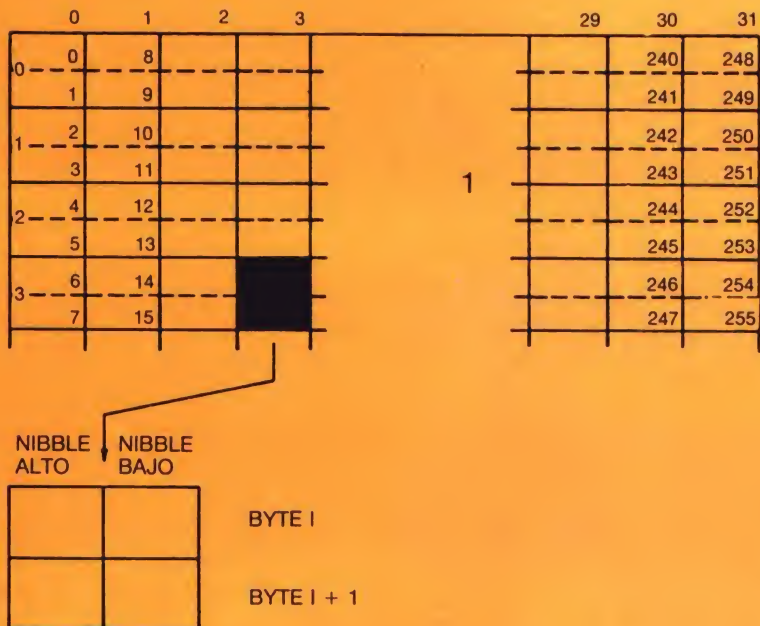 0 1 2 3 29 30 31
0 0 8 240 248
1 9 241 249
1 2 10 242 250
3 11 1 243 251
2 4 12 244 252
5 13 245 253
3 6 14 246 254
7 15 247 255
NIBBLE NIBBLE
ALTO BAJO
BYTE I
BYTE I + 1